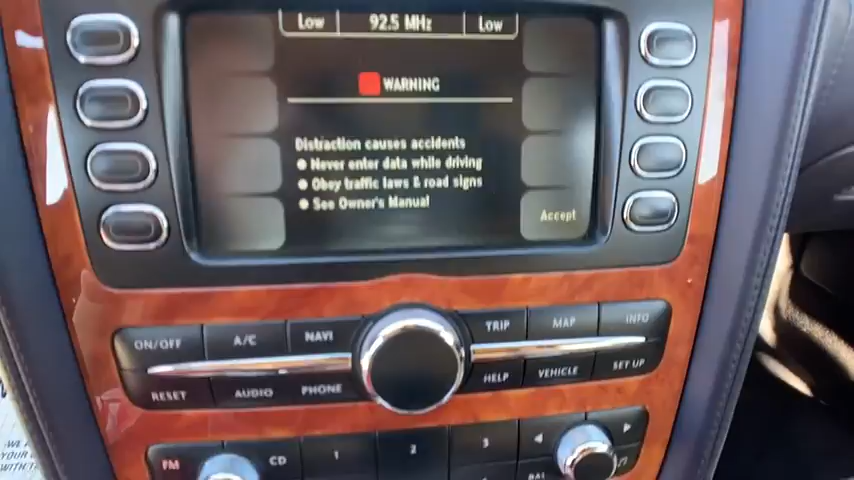 Low 92.5 MHz Low
WARNING
Distraction causes accidents
● Never enter data while driving
● Obey traffic laws & road signs
● See Owner's Manual
Accept
ON/OFF A/C NAVI TRIP MAP INFO
RESET AUDIO PHONE HELP VEHICLE SET UP
FM CD 1 2 3
BAL
YOUR